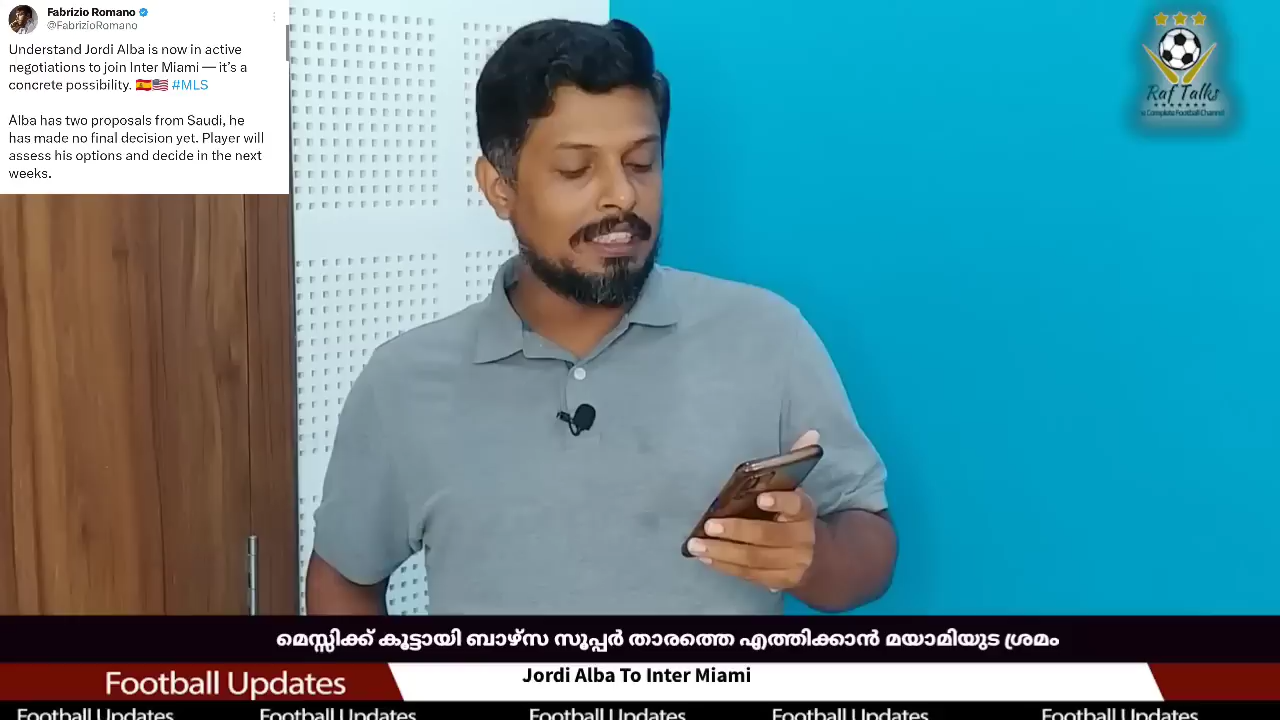 Fabrizio Romano
@FabrizioRomano
Understand Jordi Alba is now in active
negotiations to join Inter Miami — it's a
concrete possibility. 🇪🇸🇺🇸 #MLS
Alba has two proposals from Saudi, he
has made no final decision yet. Player will
assess his options and decide in the next
weeks.
Raf Talks
Complete Football Channel
മെസ്സിക്ക് കൂട്ടായി ബാഴ്സ സൂപ്പർ താരത്തെ എത്തിക്കാൻ മയാമിയുട ശ്രമം
Football Updates
Jordi Alba To Inter Miami
Football Updates Football Updates Football Updates Football Updates Football Updates